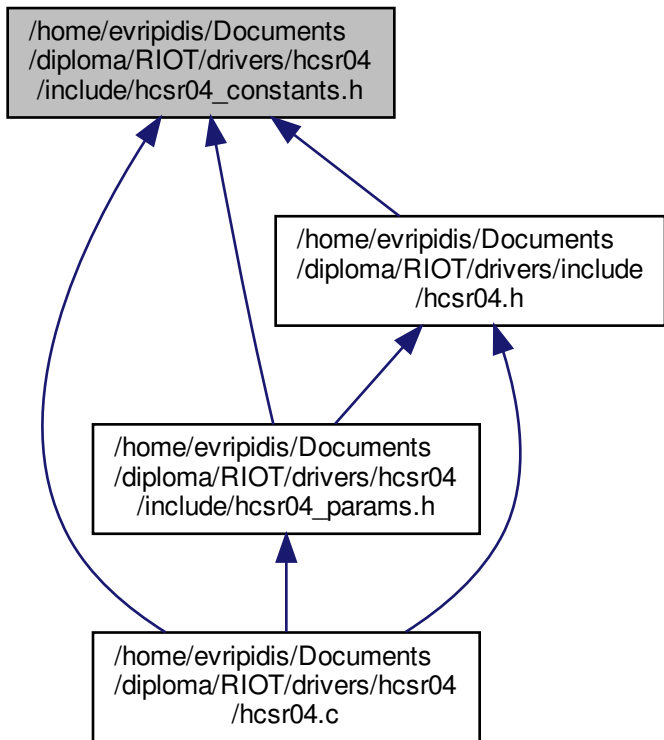 /home/evripidis/Documents
/diploma/RIOT/drivers/hcsr04
/include/hcsr04_constants.h
/home/evripidis/Documents
/diploma/RIOT/drivers/include
/hcsr04.h
/home/evripidis/Documents
/diploma/RIOT/drivers/hcsr04
/include/hcsr04_params.h
/home/evripidis/Documents
/diploma/RIOT/drivers/hcsr04
/hcsr04.c